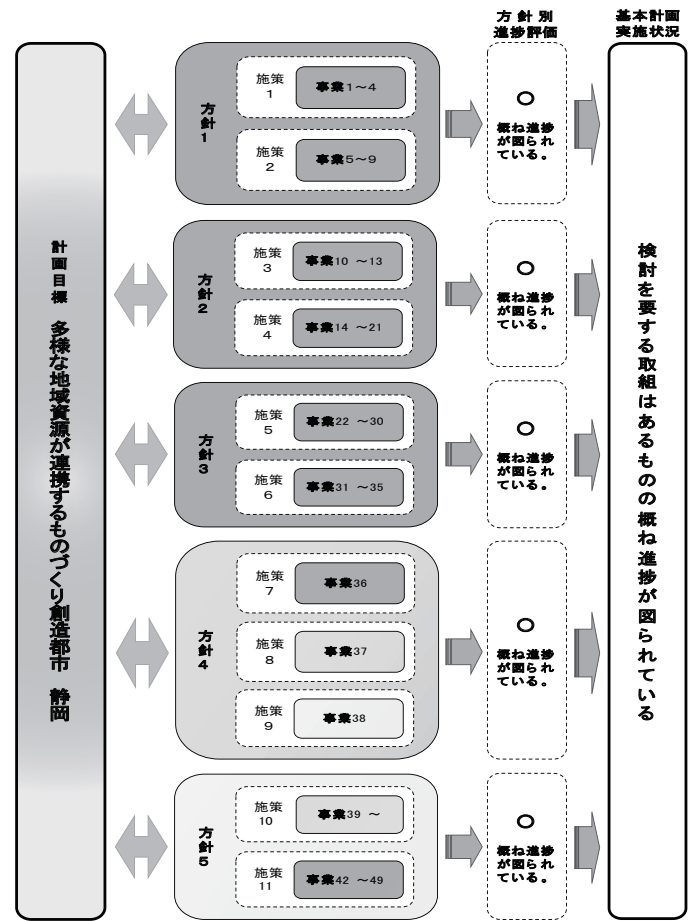 方針別
進捗評価
基本計画
実施状況
計画目標　多様な地域資源が連携するものづくり創造都市　静岡
方針1
施策
1
事業1～4
施策
2
事業5～9
○
概ね進捗
が図られ
ている。
方針2
施策
3
事業10 ～13
施策
4
事業14 ～21
○
概ね進捗
が図られ
ている。
方針3
施策
5
事業22 ～30
施策
6
事業31 ～35
○
概ね進捗
が図られ
ている。
方針4
施策
7
事業36
施策
8
事業37
施策
9
事業38
○
概ね進捗
が図られ
ている。
方針5
施策
10
事業39 ～
施策
11
事業42 ～49
○
概ね進捗
が図られ
ている。
検討を要する取組はあるものの概ね進捗が図られている